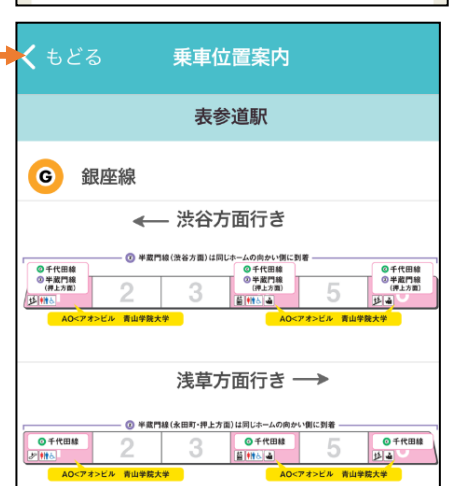 もどる
乗車位置案内
表参道駅
G 銀座線
← 渋谷方面行き
Z 半蔵門線(渋谷方面)は同じホームの向かい側に到着
C 千代田線 C 千代田線 C 千代田線
Z 半蔵門線 Z 半蔵門線 Z 半蔵門線
(押上方面) (押上方面) (押上方面)
2 3 5
AO<アオ>ビル 青山学院大学 AO<アオ>ビル 青山学院大学
浅草方面行き →
Z 半蔵門線(永田町・押上方面)は同じホームの向かい側に到着
C 千代田線 2 3 C 千代田線 5 C 千代田線
AO<アオ>ビル 青山学院大学 AO<アオ>ビル 青山学院大学